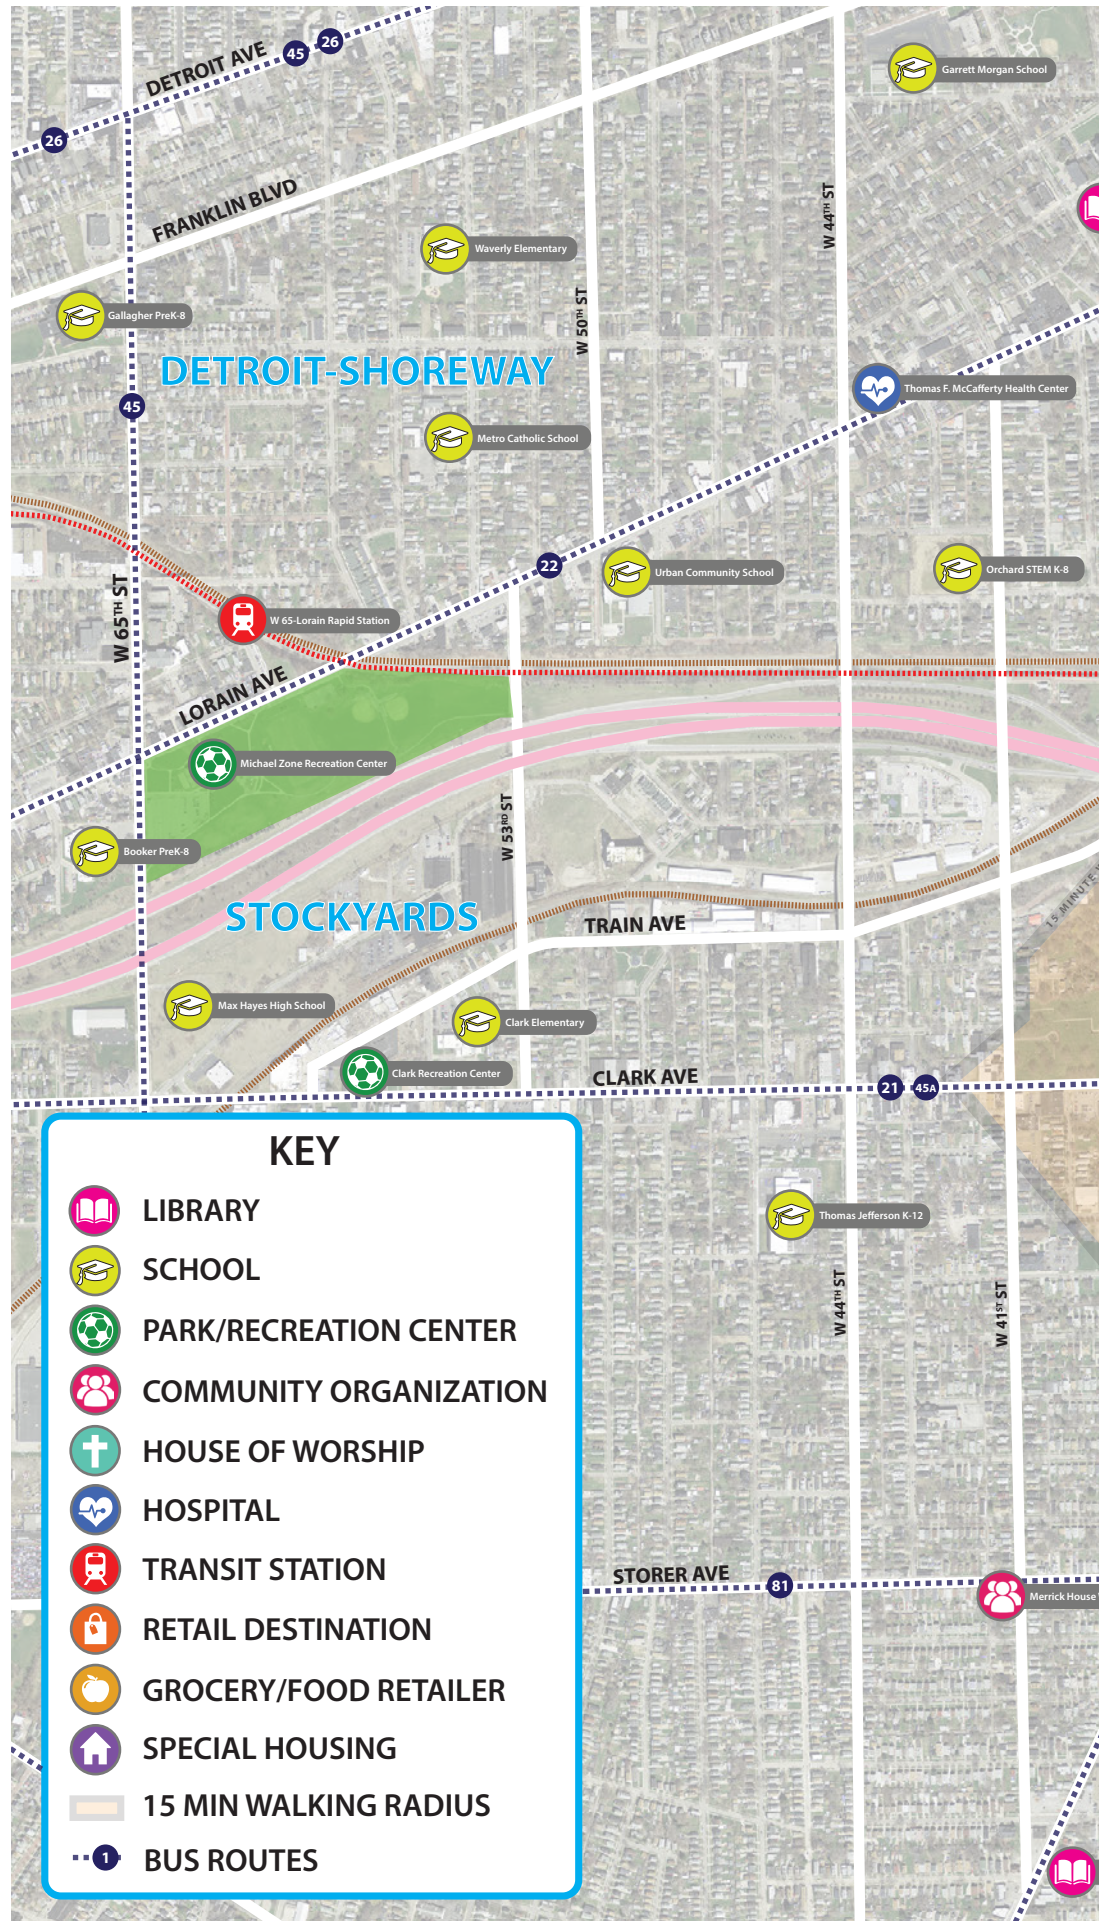 DETROIT AVE
45
26
26
Garrett Morgan School
FRANKLIN BLVD
W 44TH ST
Waverly Elementary
W 50TH ST
Gallagher PreK-8
DETROIT-SHOREWAY
Thomas F. McCafferty Health Center
45
Metro Catholic School
22
Urban Community School
Orchard STEM K-8
W 65TH ST
W 65-Lorain Rapid Station
LORAIN AVE
Michael Zone Recreation Center
W 53RD ST
Booker PreK-8
15 MINUTE
STOCKYARDS
TRAIN AVE
Max Hayes High School
Clark Elementary
Clark Recreation Center
CLARK AVE
21
45A
Thomas Jefferson K-12
W 44TH ST
W 41ST ST
STORER AVE
81
Merrick House
KEY
LIBRARY
SCHOOL
PARK/RECREATION CENTER
COMMUNITY ORGANIZATION
HOUSE OF WORSHIP
HOSPITAL
TRANSIT STATION
RETAIL DESTINATION
GROCERY/FOOD RETAILER
SPECIAL HOUSING
15 MIN WALKING RADIUS
1
BUS ROUTES